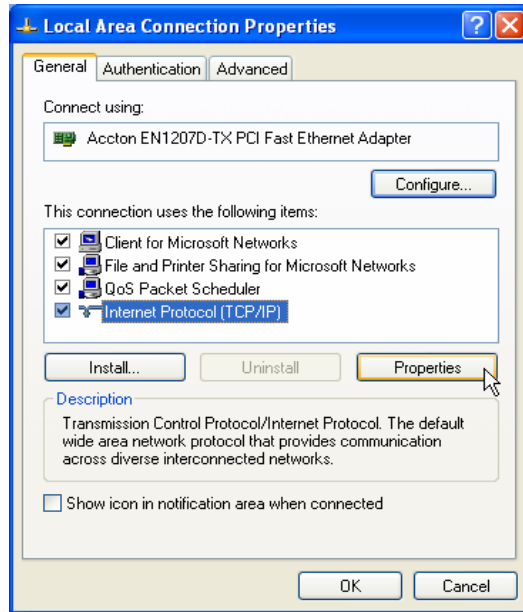 Local Area Connection Properties
General Authentication Advanced
Connect using:
Accton EN1207D-TX PCI Fast Ethernet Adapter
Configure...
This connection uses the following items:
Client for Microsoft Networks
File and Printer Sharing for Microsoft Networks
QoS Packet Scheduler
Internet Protocol (TCP/IP)
Install... Uninstall Properties
Description
Transmission Control Protocol/Internet Protocol. The default
wide area network protocol that provides communication
across diverse interconnected networks.
Show icon in notification area when connected
OK Cancel